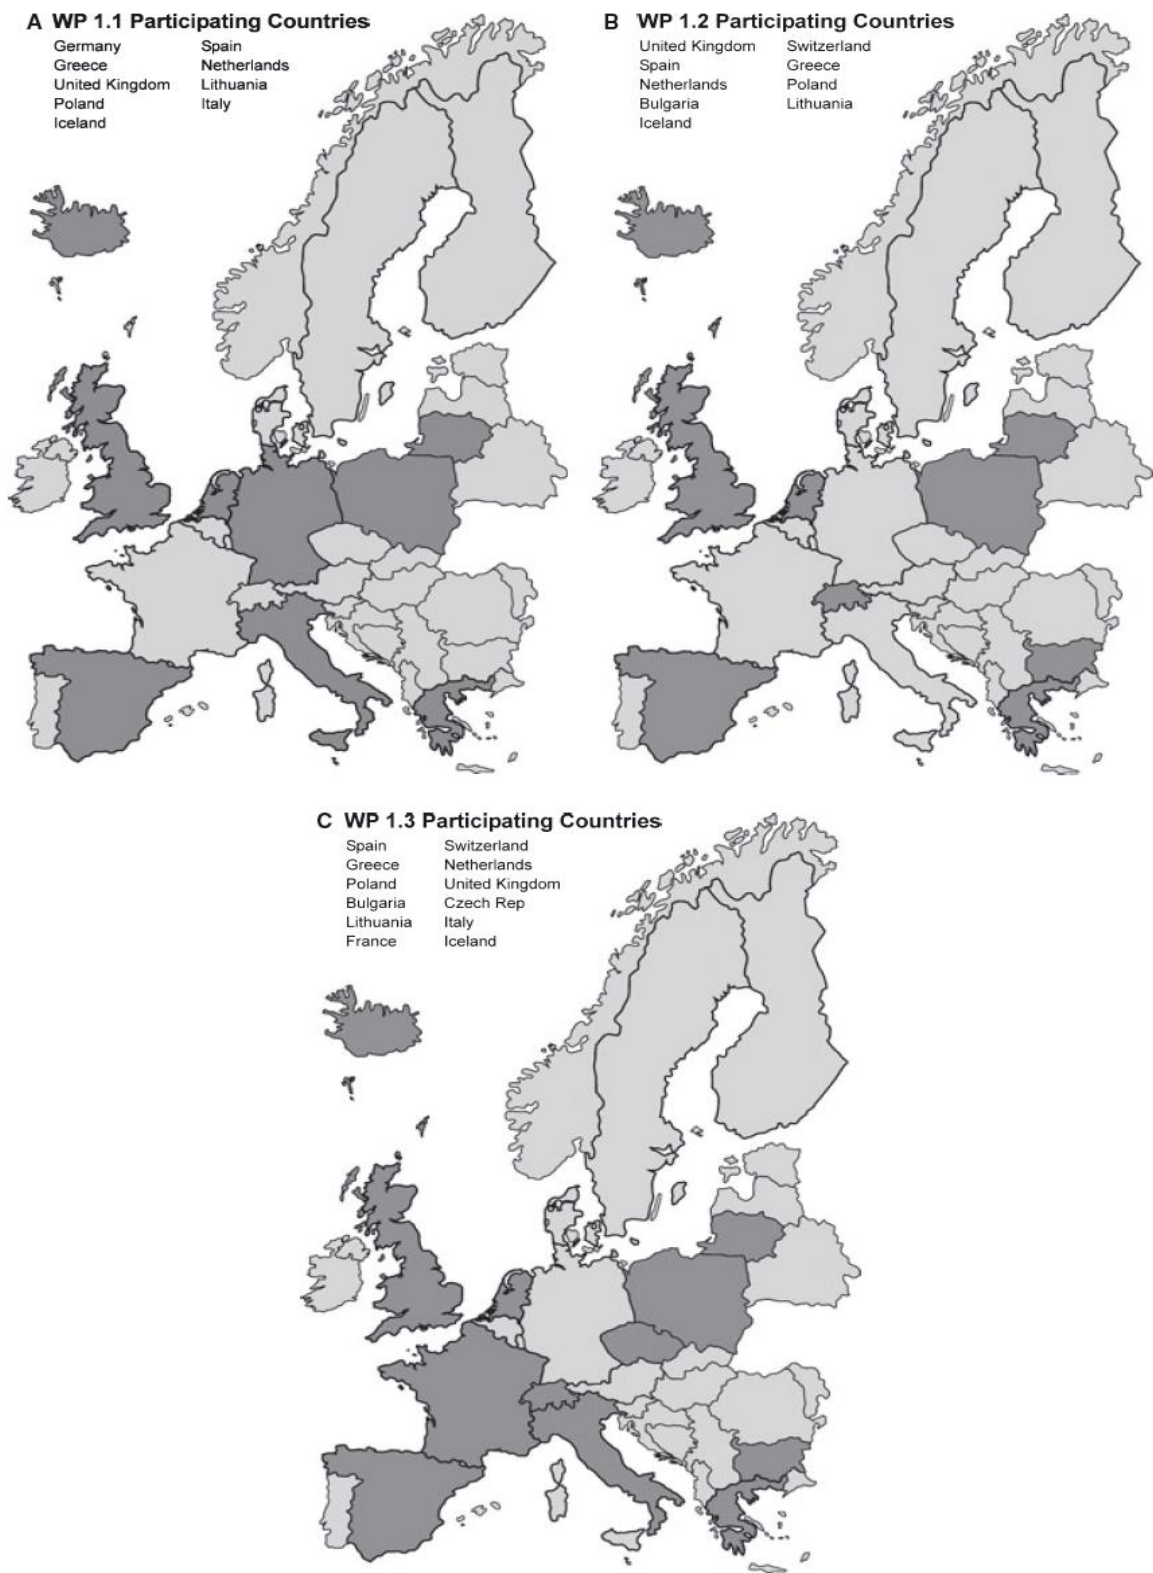 A WP 1.1 Participating Countries
Germany Spain
Greece Netherlands
United Kingdom Lithuania
Poland Italy
Iceland
B WP 1.2 Participating Countries
United Kingdom Switzerland
Spain Greece
Netherlands Poland
Bulgaria Lithuania
Iceland
C WP 1.3 Participating Countries
Spain Switzerland
Greece Netherlands
Poland United Kingdom
Bulgaria Czech Rep
Lithuania Italy
France Iceland